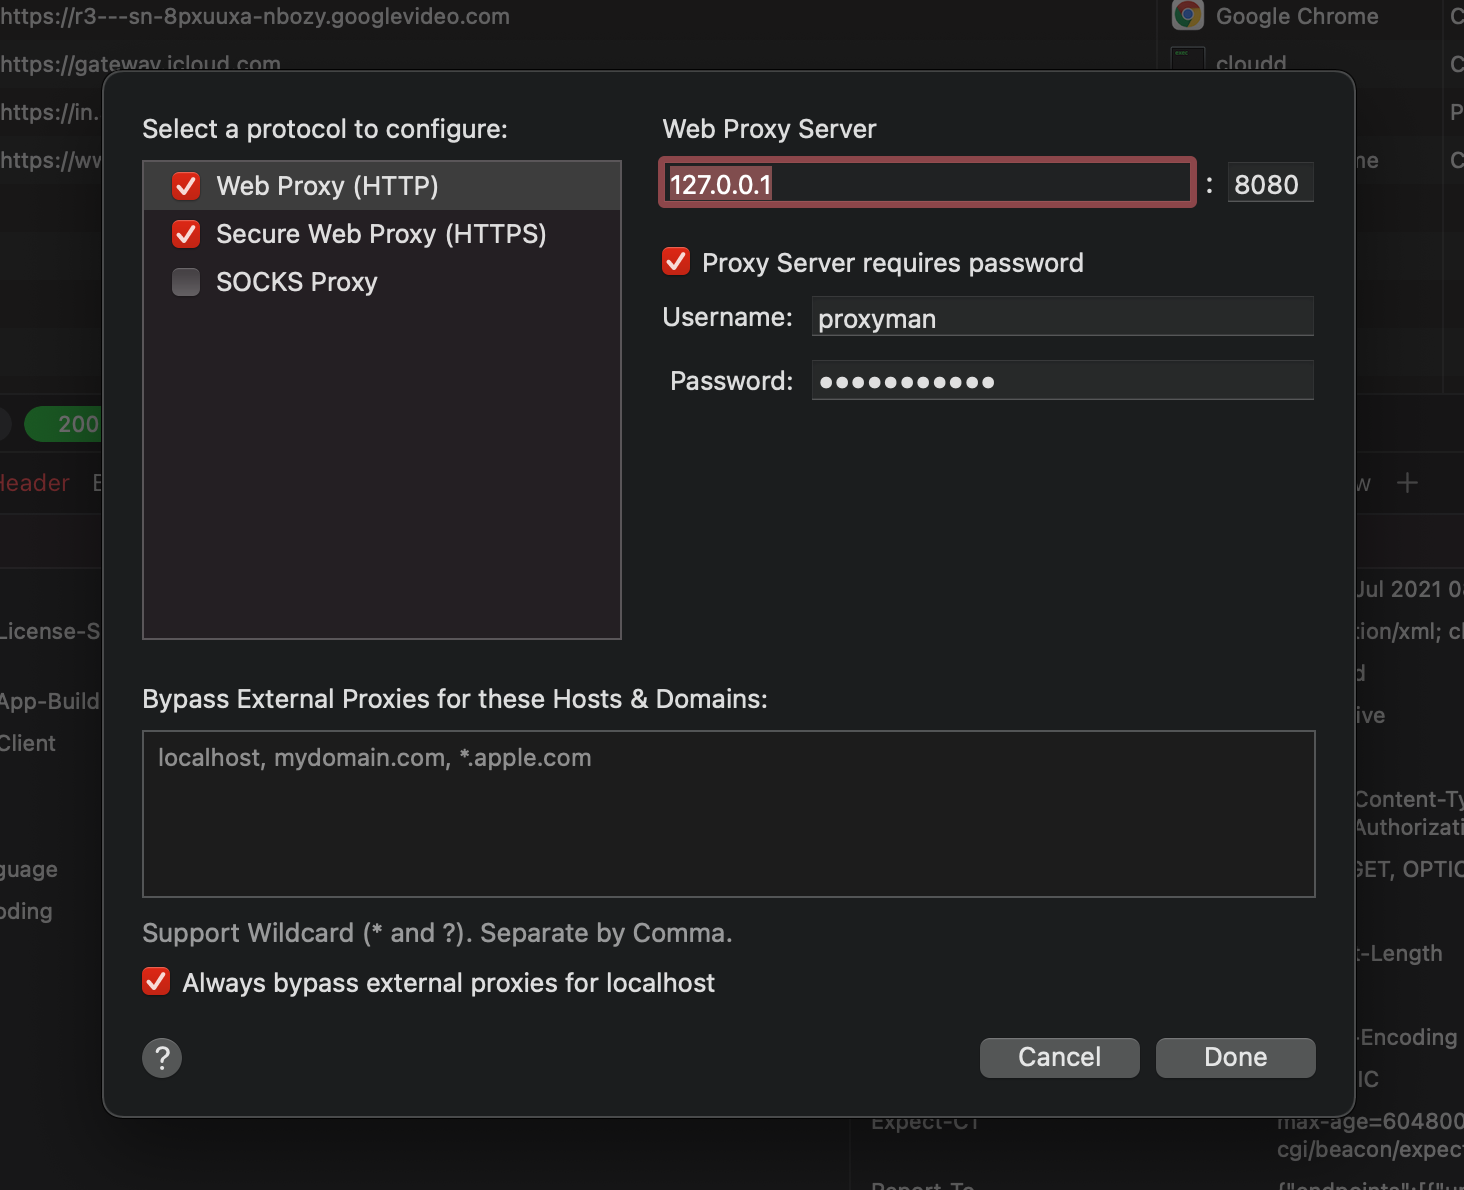 https://r3---sn-8pxuuxa-nbozy.googlevideo.com
Google Chrome
https://gateway.icloud.com
cloudd
https://in.
https://ww
me
Select a protocol to configure:
Web Proxy (HTTP)
Secure Web Proxy (HTTPS)
SOCKS Proxy
Web Proxy Server
127.0.0.1 : 8080
Proxy Server requires password
Username: proxyman
Password: ●●●●●●●●●●●
200
Header
w +
Jul 2021
License-S
tion/xml;
App-Build
ive
Client
Content-Ty
Authorizati
guage
GET, OPTIC
oding
t-Length
-Encoding
IC
Bypass External Proxies for these Hosts & Domains:
localhost, mydomain.com, *.apple.com
Support Wildcard (* and ?). Separate by Comma.
Always bypass external proxies for localhost
?
Cancel
Done
Expect-CT
max-age=604800
cgi/beacon/expec
Report-To